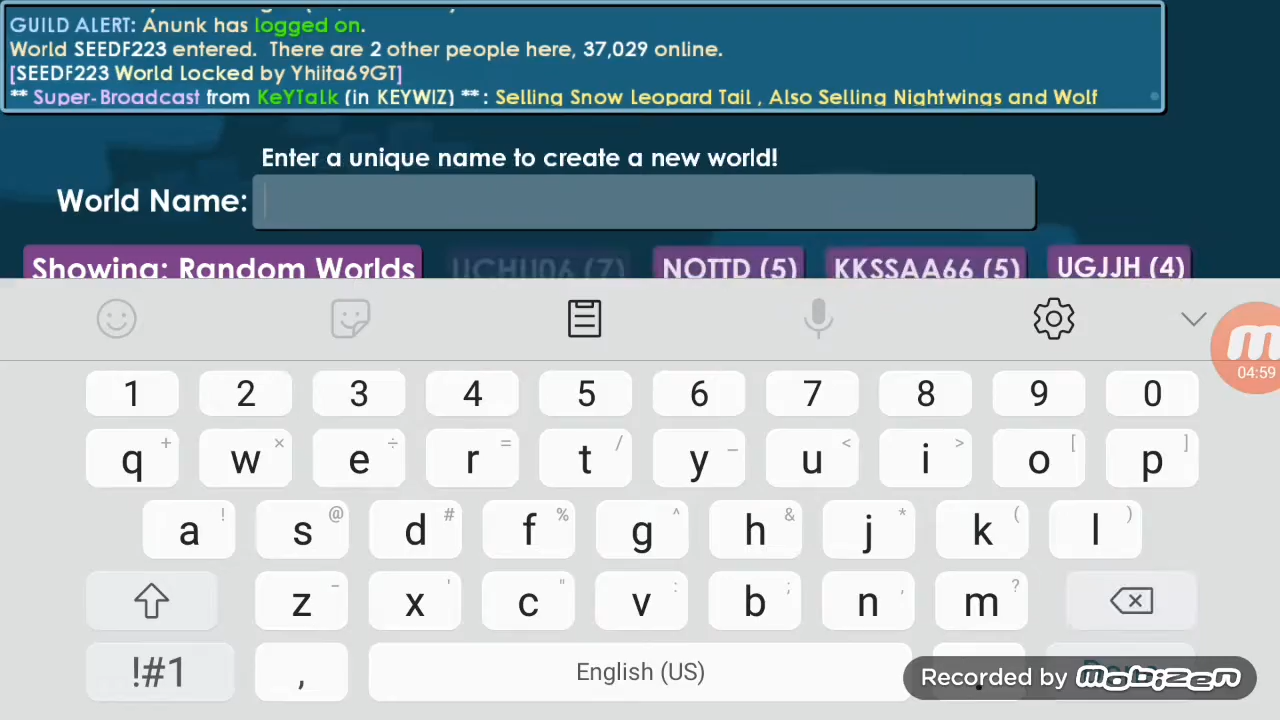 GUILD ALERT: Anunk has logged on.
World SEEDF223 entered. There are 2 other people here, 37,029 online.
[SEEDF223 World Locked by Yhiita69GT]
** Super-Broadcast from KeYTaLk (in KEYWIZ) ** : Selling Snow Leopard Tail , Also Selling Nightwings and Wolf
Enter a unique name to create a new world!
World Name:
Showing: Random Worlds UCHU06 (7) NOTTD (5) KKSSAA66 (5) UGJJH (4)
04:59
1 2 3 4 5 6 7 8 9 0
q + w × e ÷ r = t / y _ u < i > o [ p ]
a ! s @ d # f % g ^ h & j * k ( l )
z - x ' c " v : b ; n , m ?
!#1 , English (US) .
Recorded by mobizen